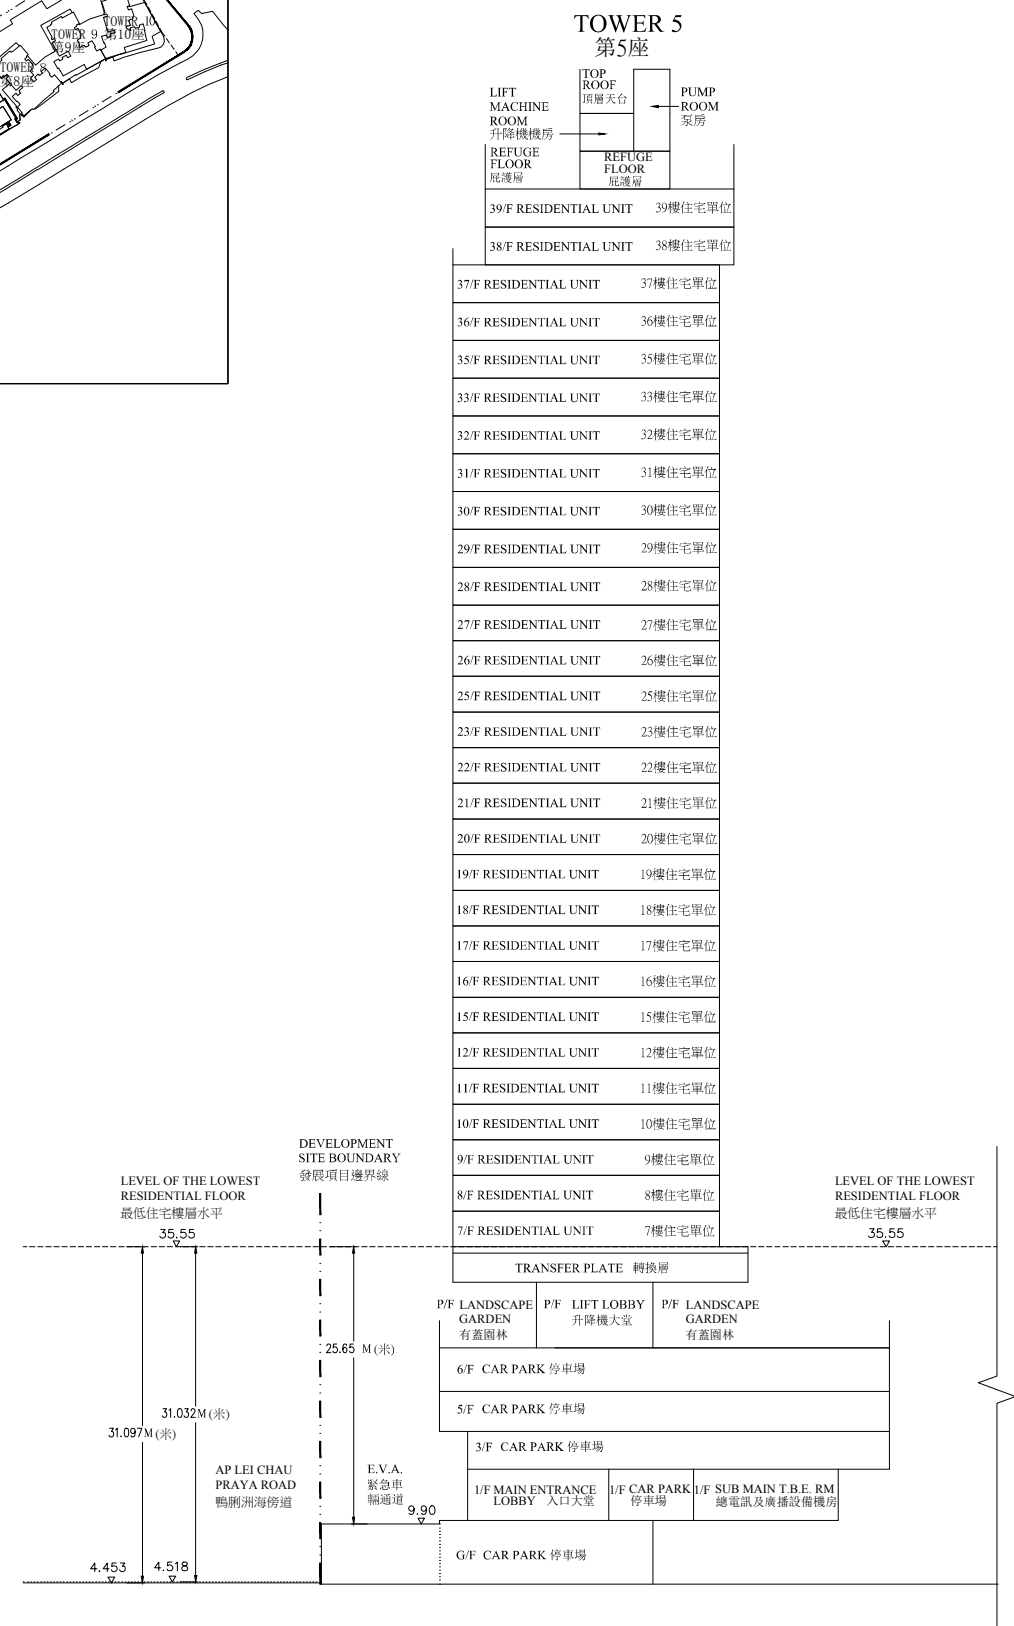 TOWER 10
TOWER 9 第10座
第9座
TOWER 8
第8座
TOWER 5
第5座
TOP
ROOF
頂層天台
LIFT
MACHINE
ROOM
升降機機房
PUMP
ROOM
泵房
REFUGE
FLOOR
庇護層
REFUGE
FLOOR
庇護層
39/F RESIDENTIAL UNIT 39樓住宅單位
38/F RESIDENTIAL UNIT 38樓住宅單位
37/F RESIDENTIAL UNIT 37樓住宅單位
36/F RESIDENTIAL UNIT 36樓住宅單位
35/F RESIDENTIAL UNIT 35樓住宅單位
33/F RESIDENTIAL UNIT 33樓住宅單位
32/F RESIDENTIAL UNIT 32樓住宅單位
31/F RESIDENTIAL UNIT 31樓住宅單位
30/F RESIDENTIAL UNIT 30樓住宅單位
29/F RESIDENTIAL UNIT 29樓住宅單位
28/F RESIDENTIAL UNIT 28樓住宅單位
27/F RESIDENTIAL UNIT 27樓住宅單位
26/F RESIDENTIAL UNIT 26樓住宅單位
25/F RESIDENTIAL UNIT 25樓住宅單位
23/F RESIDENTIAL UNIT 23樓住宅單位
22/F RESIDENTIAL UNIT 22樓住宅單位
21/F RESIDENTIAL UNIT 21樓住宅單位
20/F RESIDENTIAL UNIT 20樓住宅單位
19/F RESIDENTIAL UNIT 19樓住宅單位
18/F RESIDENTIAL UNIT 18樓住宅單位
17/F RESIDENTIAL UNIT 17樓住宅單位
16/F RESIDENTIAL UNIT 16樓住宅單位
15/F RESIDENTIAL UNIT 15樓住宅單位
12/F RESIDENTIAL UNIT 12樓住宅單位
11/F RESIDENTIAL UNIT 11樓住宅單位
10/F RESIDENTIAL UNIT 10樓住宅單位
9/F RESIDENTIAL UNIT 9樓住宅單位
8/F RESIDENTIAL UNIT 8樓住宅單位
7/F RESIDENTIAL UNIT 7樓住宅單位
DEVELOPMENT
SITE BOUNDARY
發展項目邊界線
LEVEL OF THE LOWEST
RESIDENTIAL FLOOR
最低住宅樓層水平
35.55
LEVEL OF THE LOWEST
RESIDENTIAL FLOOR
最低住宅樓層水平
35.55
TRANSFER PLATE 轉換層
P/F LANDSCAPE
GARDEN
有蓋園林
P/F LIFT LOBBY
升降機大堂
P/F LANDSCAPE
GARDEN
有蓋園林
25.65 M(米)
6/F CAR PARK 停車場
5/F CAR PARK 停車場
31.032M(米)
31.097M(米)
3/F CAR PARK 停車場
AP LEI CHAU
PRAYA ROAD
鴨脷洲海傍道
E.V.A.
緊急車
輛通道
1/F MAIN ENTRANCE
LOBBY 入口大堂
1/F CAR PARK
停車場
1/F SUB MAIN T.B.E. RM
總電訊及廣播設備機房
9.90
G/F CAR PARK 停車場
4.453
4.518